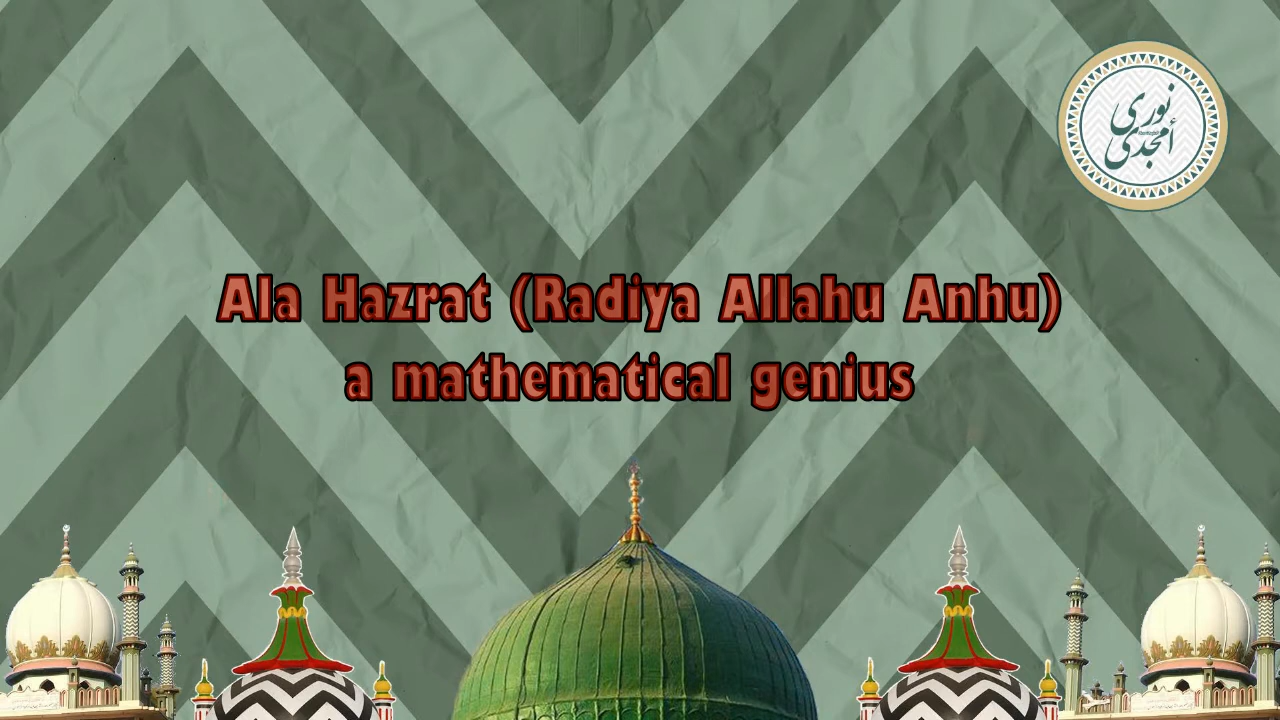 نوری
أمجدی
Ala Hazrat (Radiya Allahu Anhu)
a mathematical genius